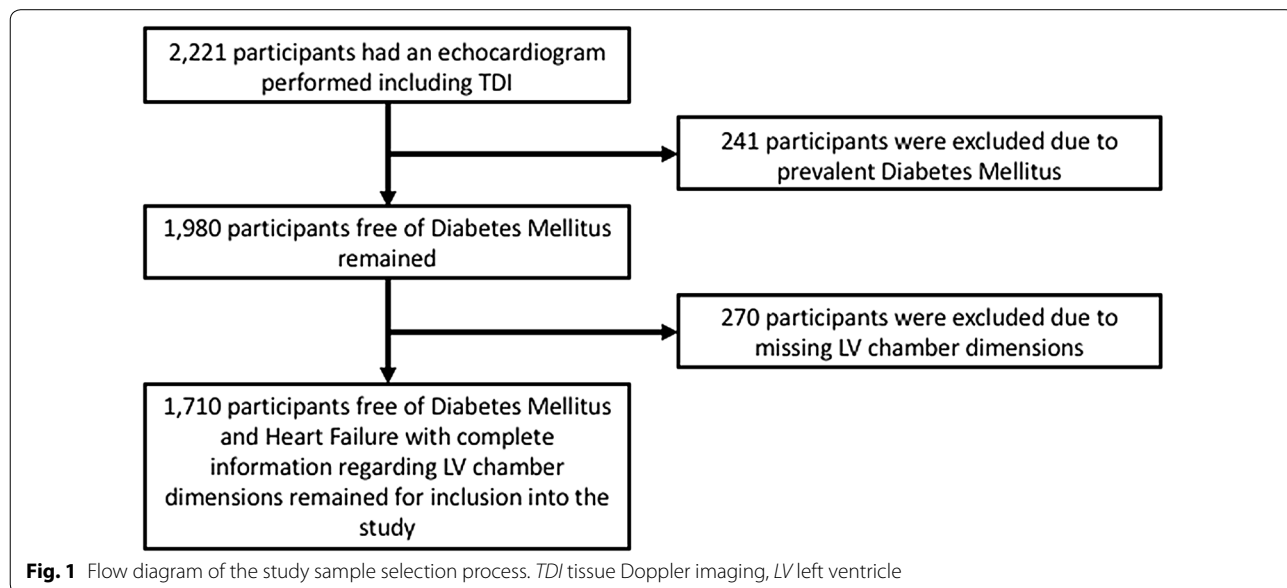 2,221 participants had an echocardiogram
performed including TDI
241 participants were excluded due to
prevalent Diabetes Mellitus
1,980 participants free of Diabetes Mellitus
remained
270 participants were excluded due to
missing LV chamber dimensions
1,710 participants free of Diabetes Mellitus
and Heart Failure with complete
information regarding LV chamber
dimensions remained for inclusion into the
study
Fig. 1 Flow diagram of the study sample selection process. TDI tissue Doppler imaging, LV left ventricle